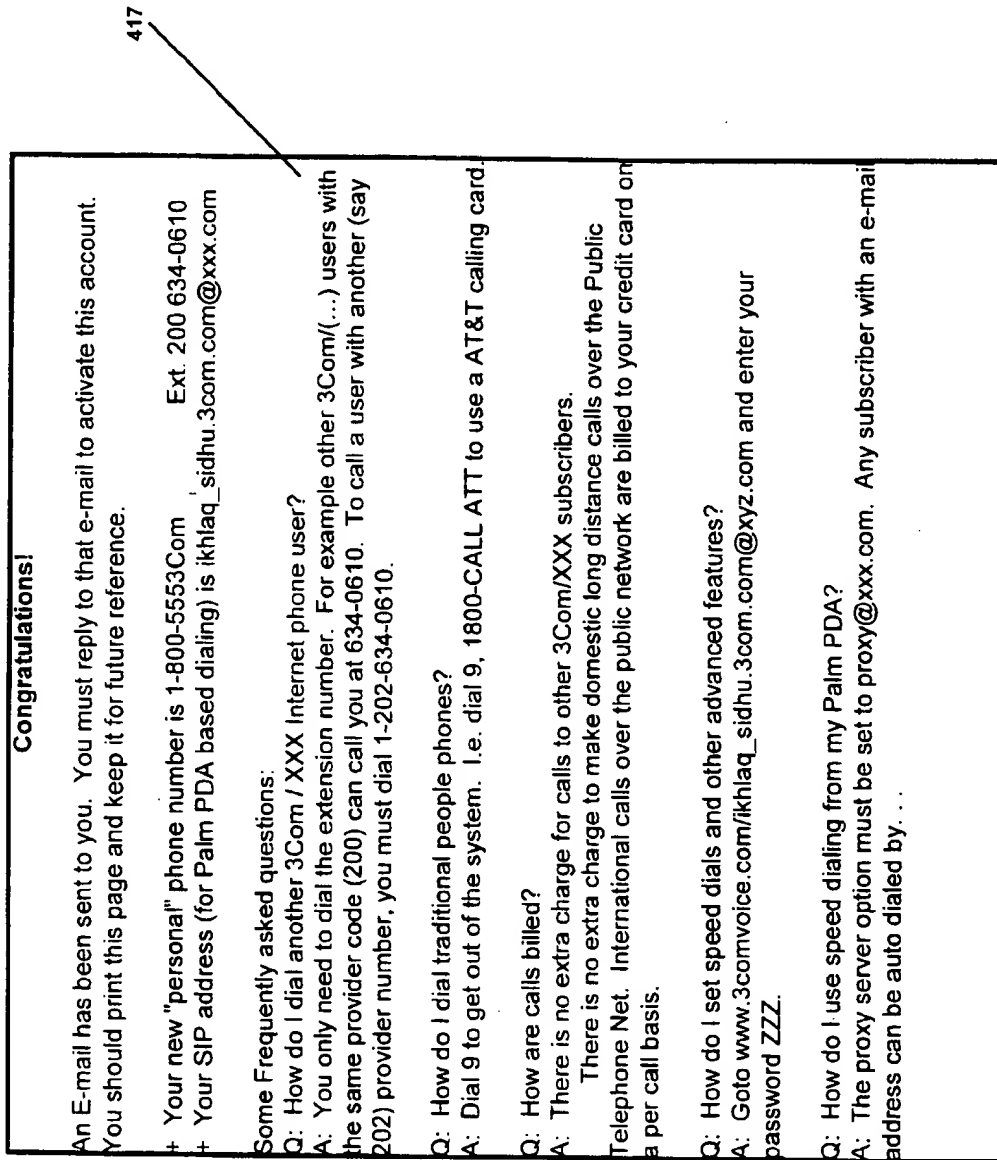 417
Congratulations!
An E-mail has been sent to you. You must reply to that e-mail to activate this account.
You should print this page and keep it for future reference.
+ Your new "personal" phone number is 1-800-5553Com Ext. 200 634-0610
+ Your SIP address (for Palm PDA based dialing) is ikhlaq_sidhu.3com.com@xxx.com
Some Frequently asked questions:
Q: How do I dial another 3Com / XXX Internet phone user?
A: You only need to dial the extension number. For example other 3Com/(...) users with
the same provider code (200) can call you at 634-0610. To call a user with another (say
202) provider number, you must dial 1-202-634-0610.
Q: How do I dial traditional people phones?
A: Dial 9 to get out of the system. I.e. dial 9, 1800-CALL ATT to use a AT&T calling card.
Q: How are calls billed?
A: There is no extra charge for calls to other 3Com/XXX subscribers.
There is no extra charge to make domestic long distance calls over the Public
Telephone Net. International calls over the public network are billed to your credit card on
a per call basis.
Q: How do I set speed dials and other advanced features?
A: Goto www.3comvoice.com/ikhlaq_sidhu.3com.com@xyz.com and enter your
password ZZZ.
Q: How do I use speed dialing from my Palm PDA?
A: The proxy server option must be set to proxy@xxx.com. Any subscriber with an e-mail
address can be auto dialed by. . .